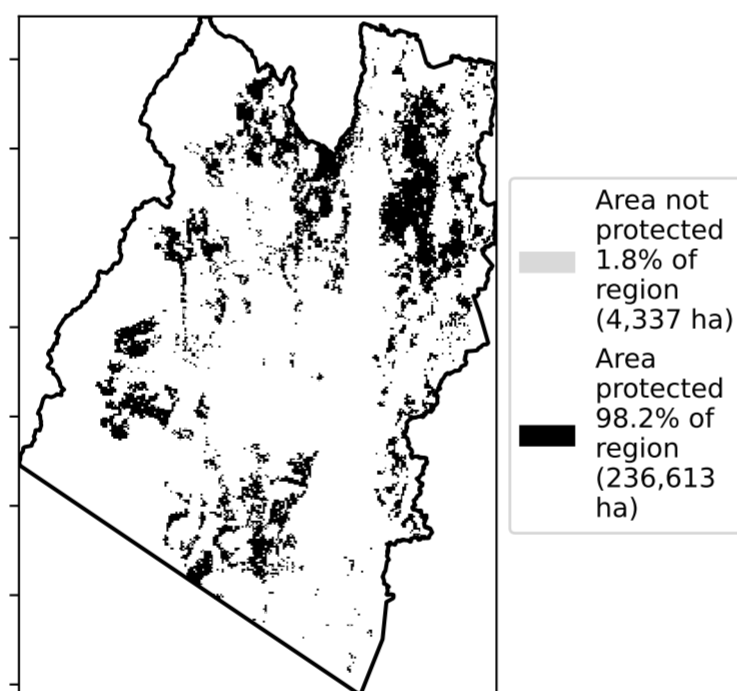 Area not
protected
1.8% of
region
(4,337 ha)
Area
protected
98.2% of
region
(236,613
ha)